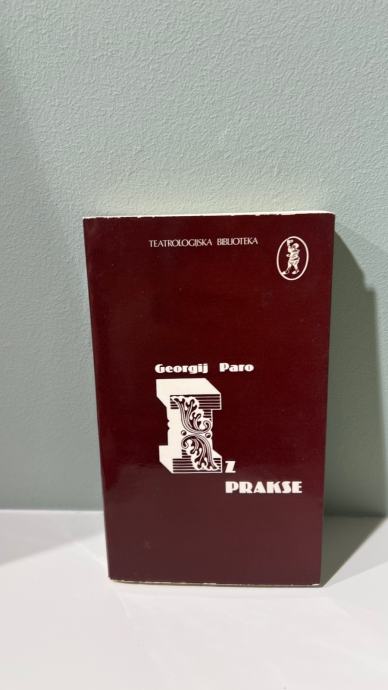 TEATROLOGIJSKA BIBLIOTEKA
Georgij Paro
IZ
PRAKSE